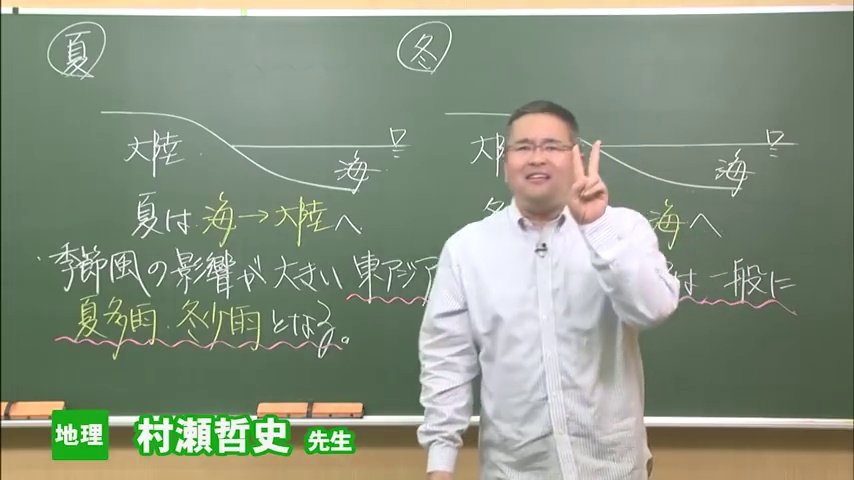 夏
冬
大陸
海
大陸
海
夏は 海→大陸へ
冬
海へ
季節風の影響が大きい 東アジア
は一般に
夏多雨・冬少雨となる。
地理 村瀬哲史 先生